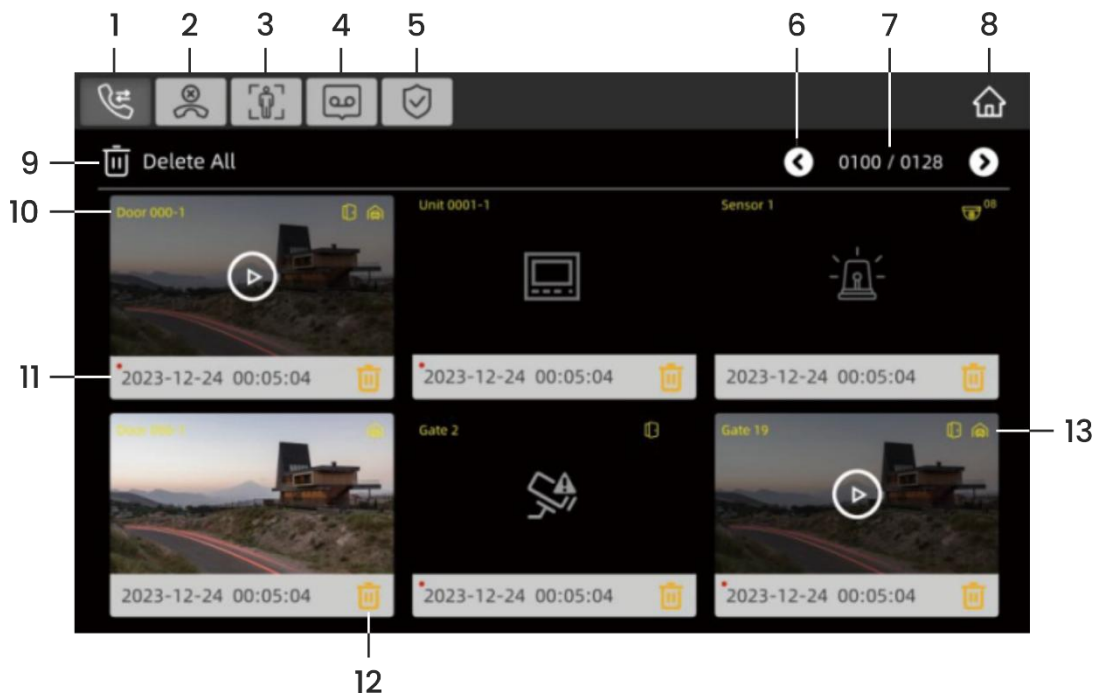 1 2 3 4 5 6 7 8
9 Delete All 0100 / 0128
10 Door 000-1 Unit 0001-1 Sensor 1 08
11 2023-12-24 00:05:04 2023-12-24 00:05:04 2023-12-24 00:05:04
Gate 2 Gate 19 13
2023-12-24 00:05:04 2023-12-24 00:05:04 2023-12-24 00:05:04
12